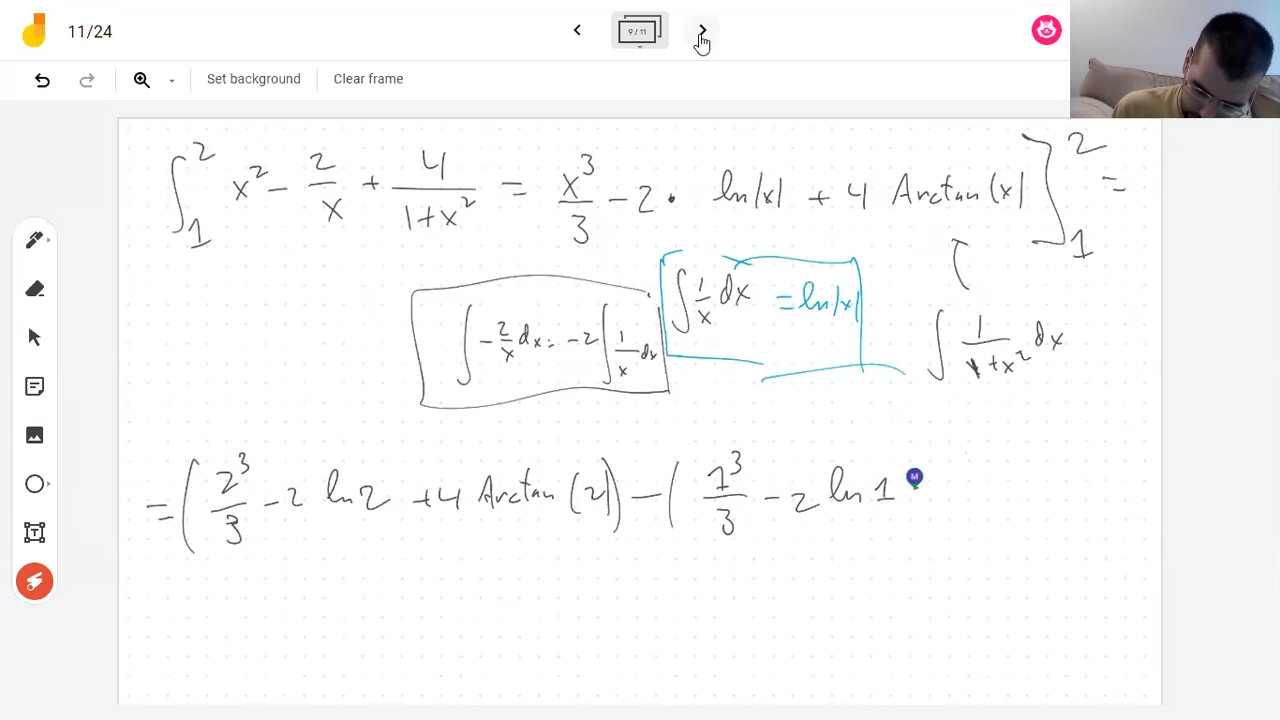 11/24
9 / 11
Set background
Clear frame
∫₁² x² - 2/x + 4/(1+x²) = x³/3 - 2 · ln|x| + 4 Arctan(x) ]₁² =
∫ -2/x dx = -2 ∫ 1/x dx
∫ 1/x dx = ln|x|
∫ 1/(1+x²) dx
= ( 2³/3 - 2 ln 2 + 4 Arctan (2) ) - ( 1³/3 - 2 ln 1
M
T